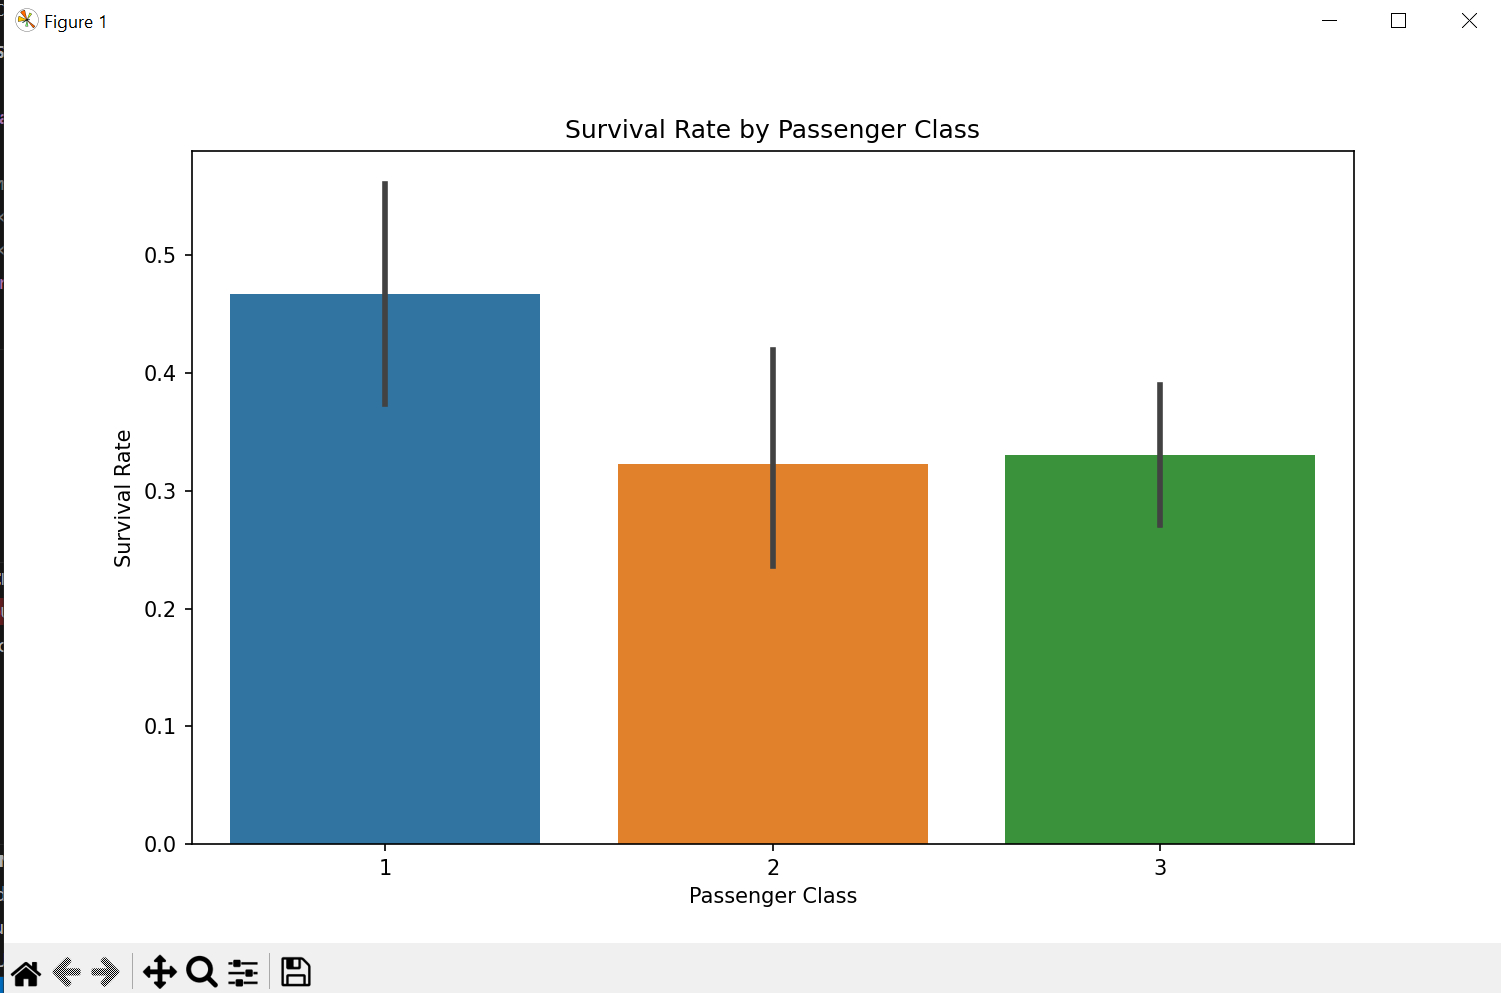 Figure 1
Survival Rate by Passenger Class
0.5
0.4
0.3
0.2
0.1
0.0
Survival Rate
1 2 3
Passenger Class